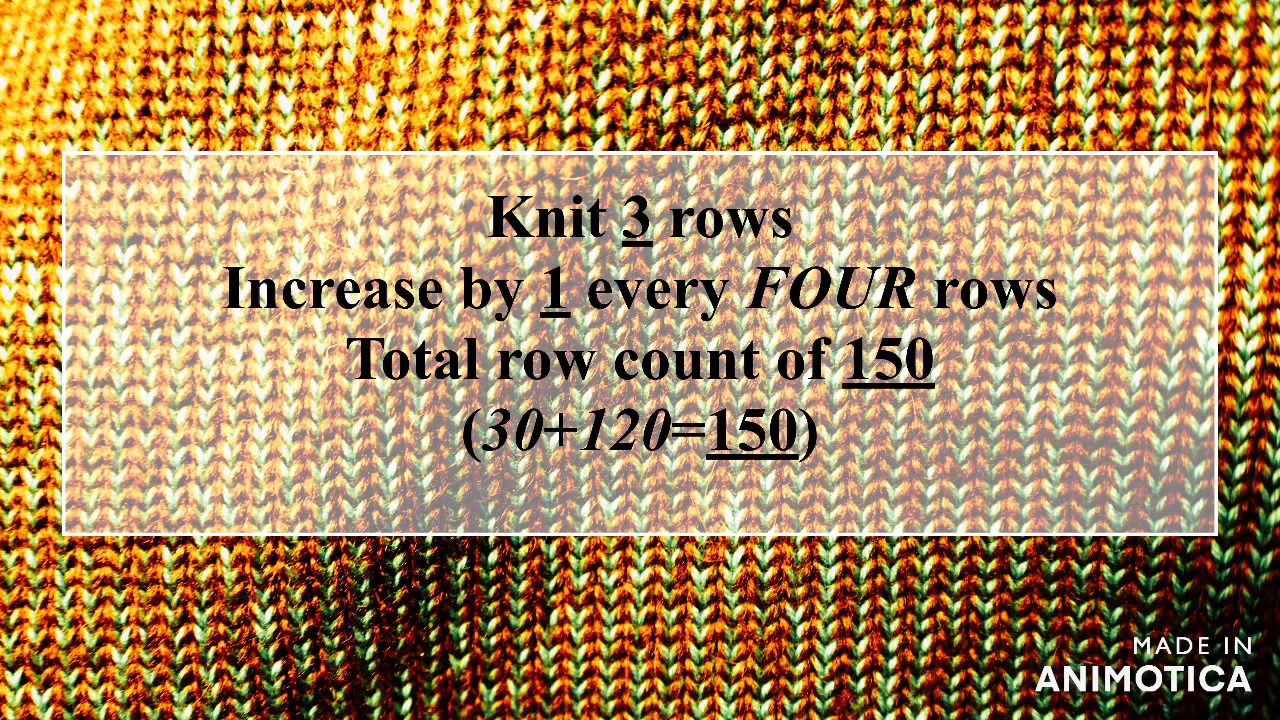 Knit 3 rows
Increase by 1 every FOUR rows
Total row count of 150
(30+120=150)
MADE IN
ANIMOTICA